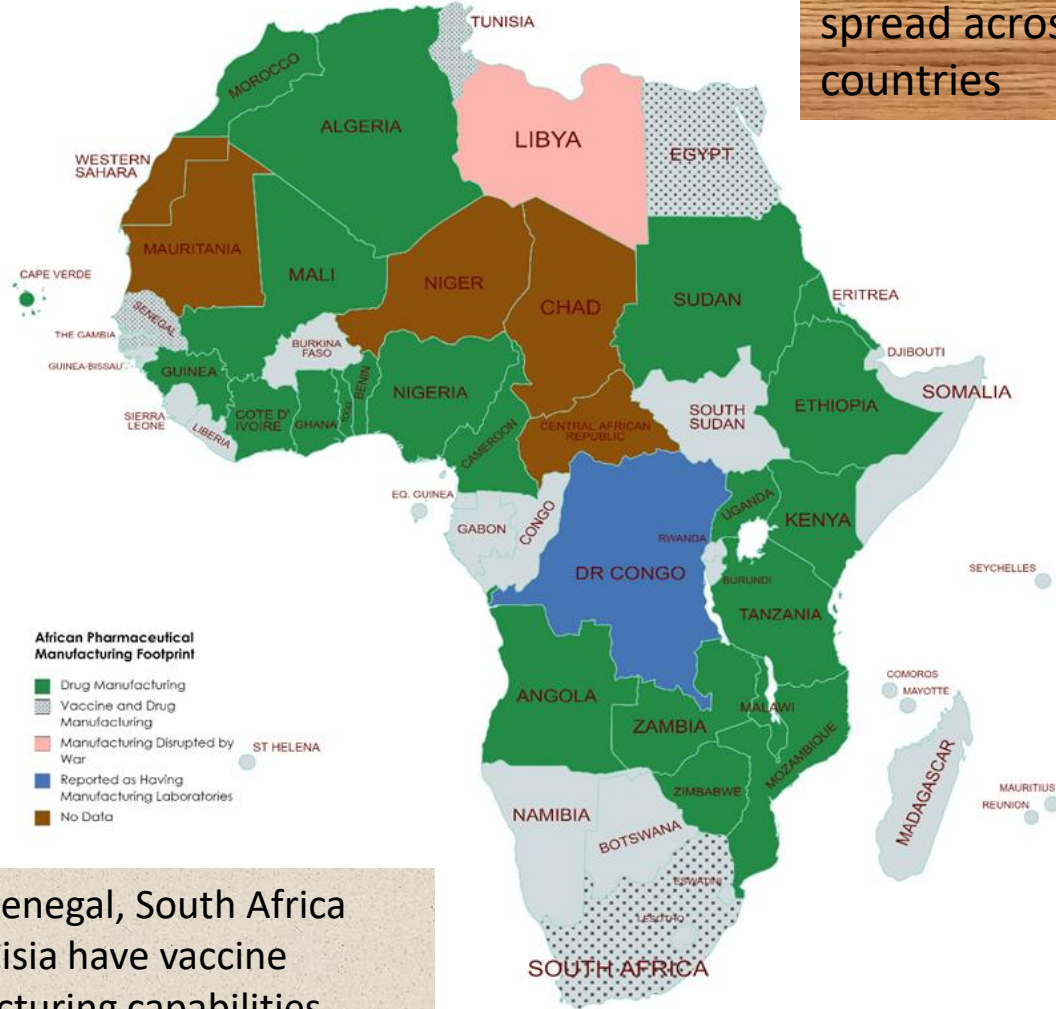 spread across
countries
TUNISIA
MOROCCO
ALGERIA
LIBYA
EGYPT
WESTERN
SAHARA
MAURITANIA
MALI
NIGER
CHAD
SUDAN
ERITREA
CAPE VERDE
SENEGAL
THE GAMBIA
GUINEA-BISSAU
BURKINA
FASO
GUINEA
BENIN
TOGO
NIGERIA
DJIBOUTI
SOMALIA
SIERRA
LEONE
LIBERIA
COTE D'
IVOIRE
GHANA
CAMEROON
CENTRAL AFRICAN
REPUBLIC
SOUTH
SUDAN
ETHIOPIA
EQ. GUINEA
GABON
CONGO
UGANDA
KENYA
RWANDA
DR CONGO
BURUNDI
SEYCHELLES
TANZANIA
African Pharmaceutical
Manufacturing Footprint
Drug Manufacturing
Vaccine and Drug
Manufacturing
Manufacturing Disrupted by
War
Reported as Having
Manufacturing Laboratories
No Data
ANGOLA
ZAMBIA
MALAWI
COMOROS
MAYOTTE
ST HELENA
MOZAMBIQUE
ZIMBABWE
MADAGASCAR
MAURITIUS
REUNION
NAMIBIA
BOTSWANA
ESWATINI
LESOTHO
SOUTH AFRICA
Senegal, South Africa
have vaccine
capabilities